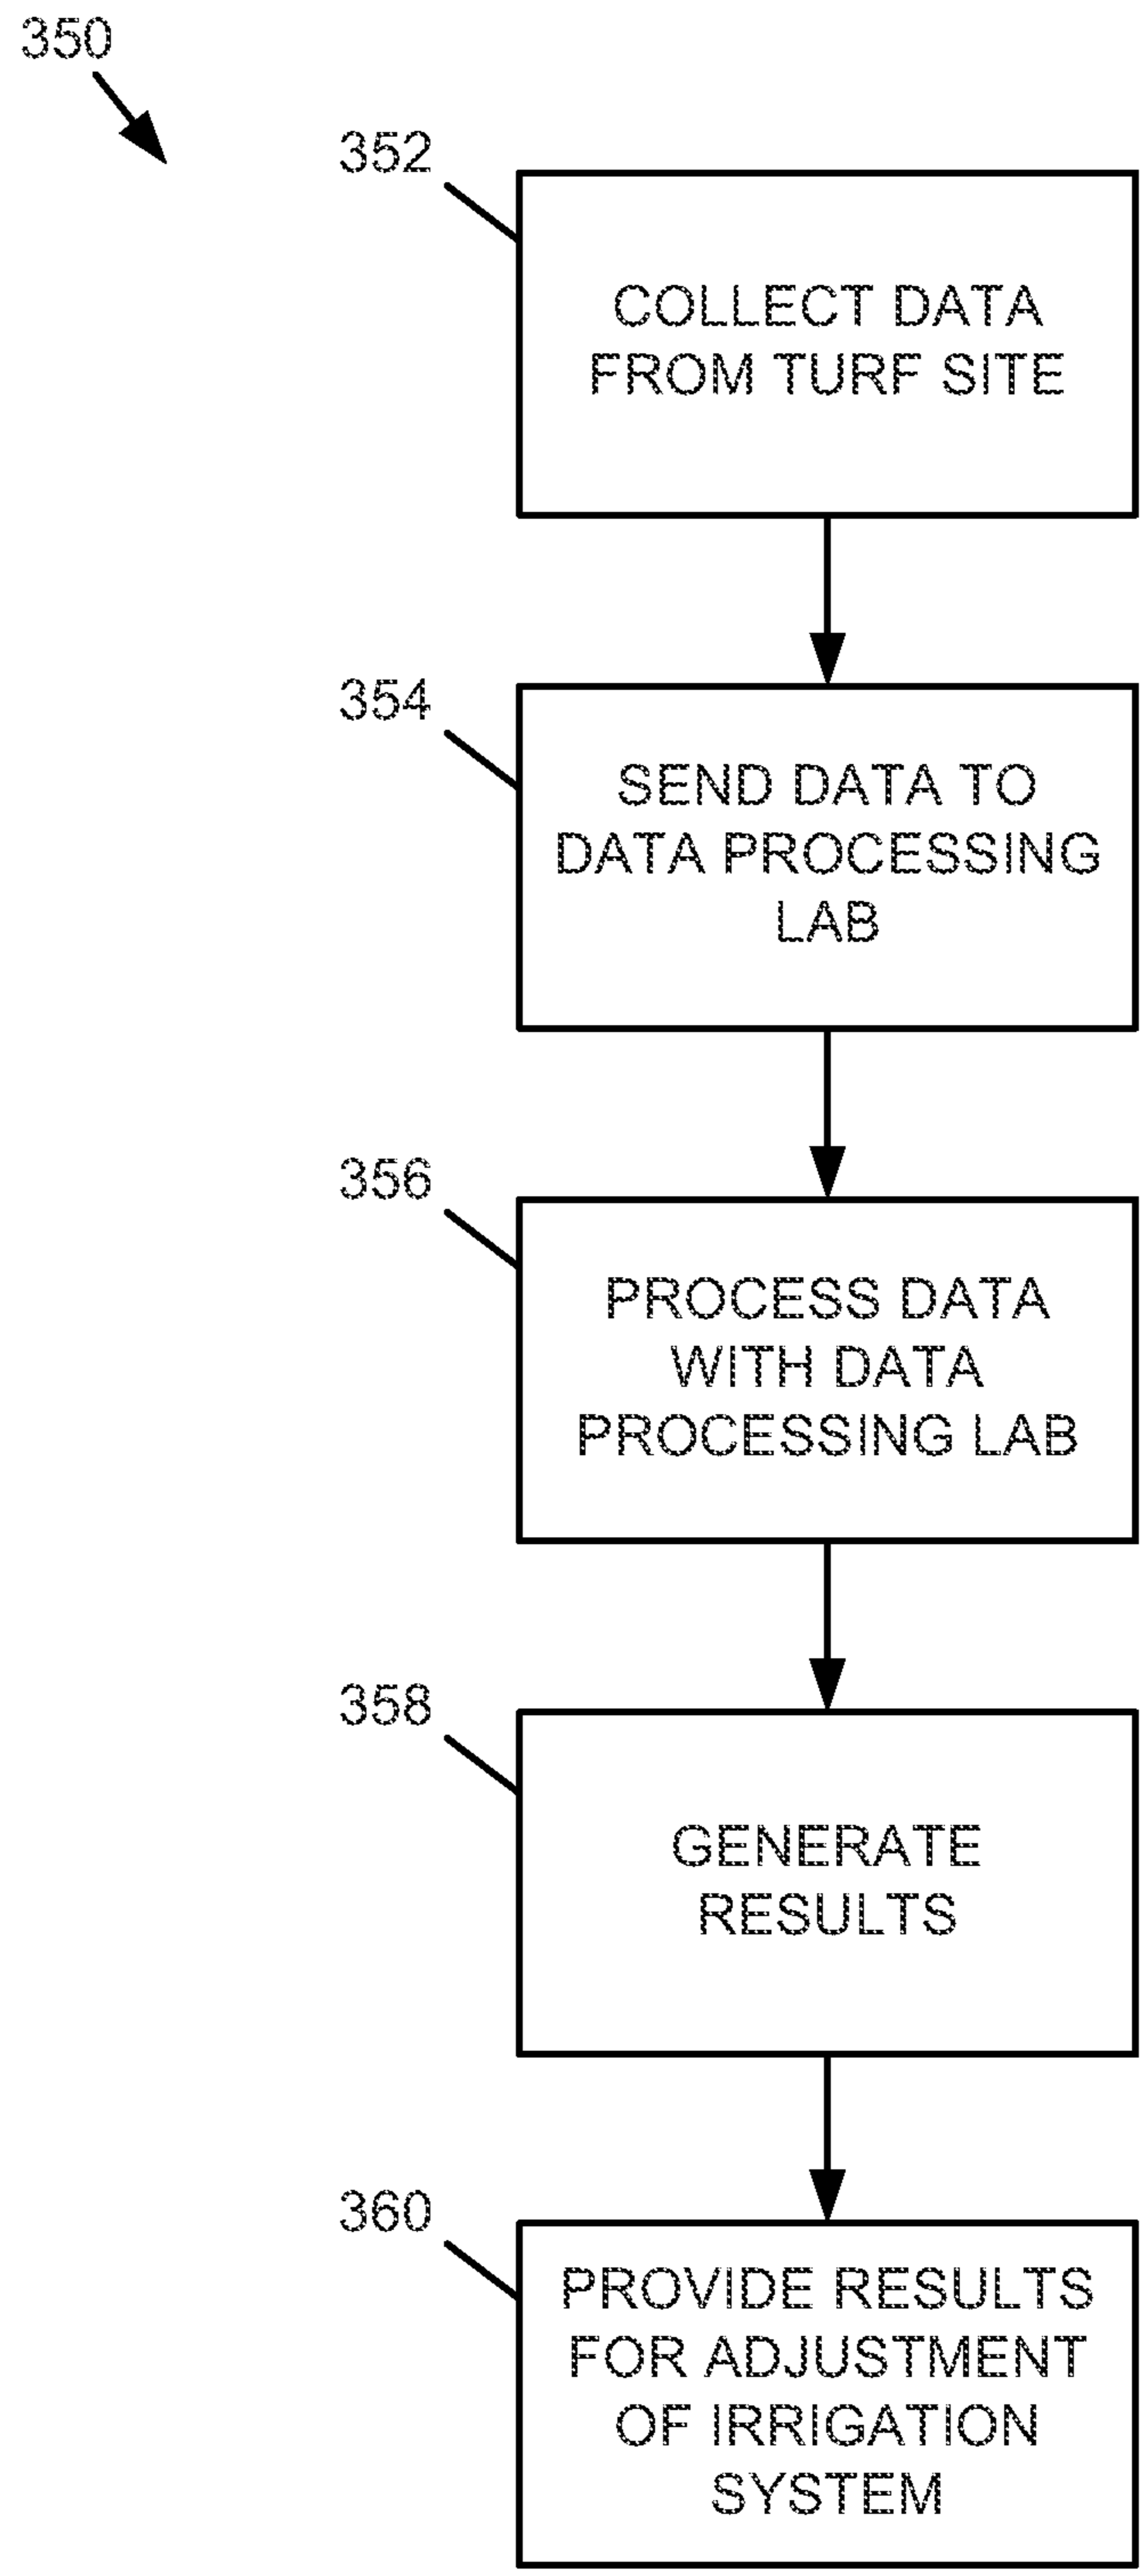 350
352
COLLECT DATA
FROM TURF SITE
354
SEND DATA TO
DATA PROCESSING
LAB
356
PROCESS DATA
WITH DATA
PROCESSING LAB
358
GENERATE
RESULTS
360
PROVIDE RESULTS
FOR ADJUSTMENT
OF IRRIGATION
SYSTEM